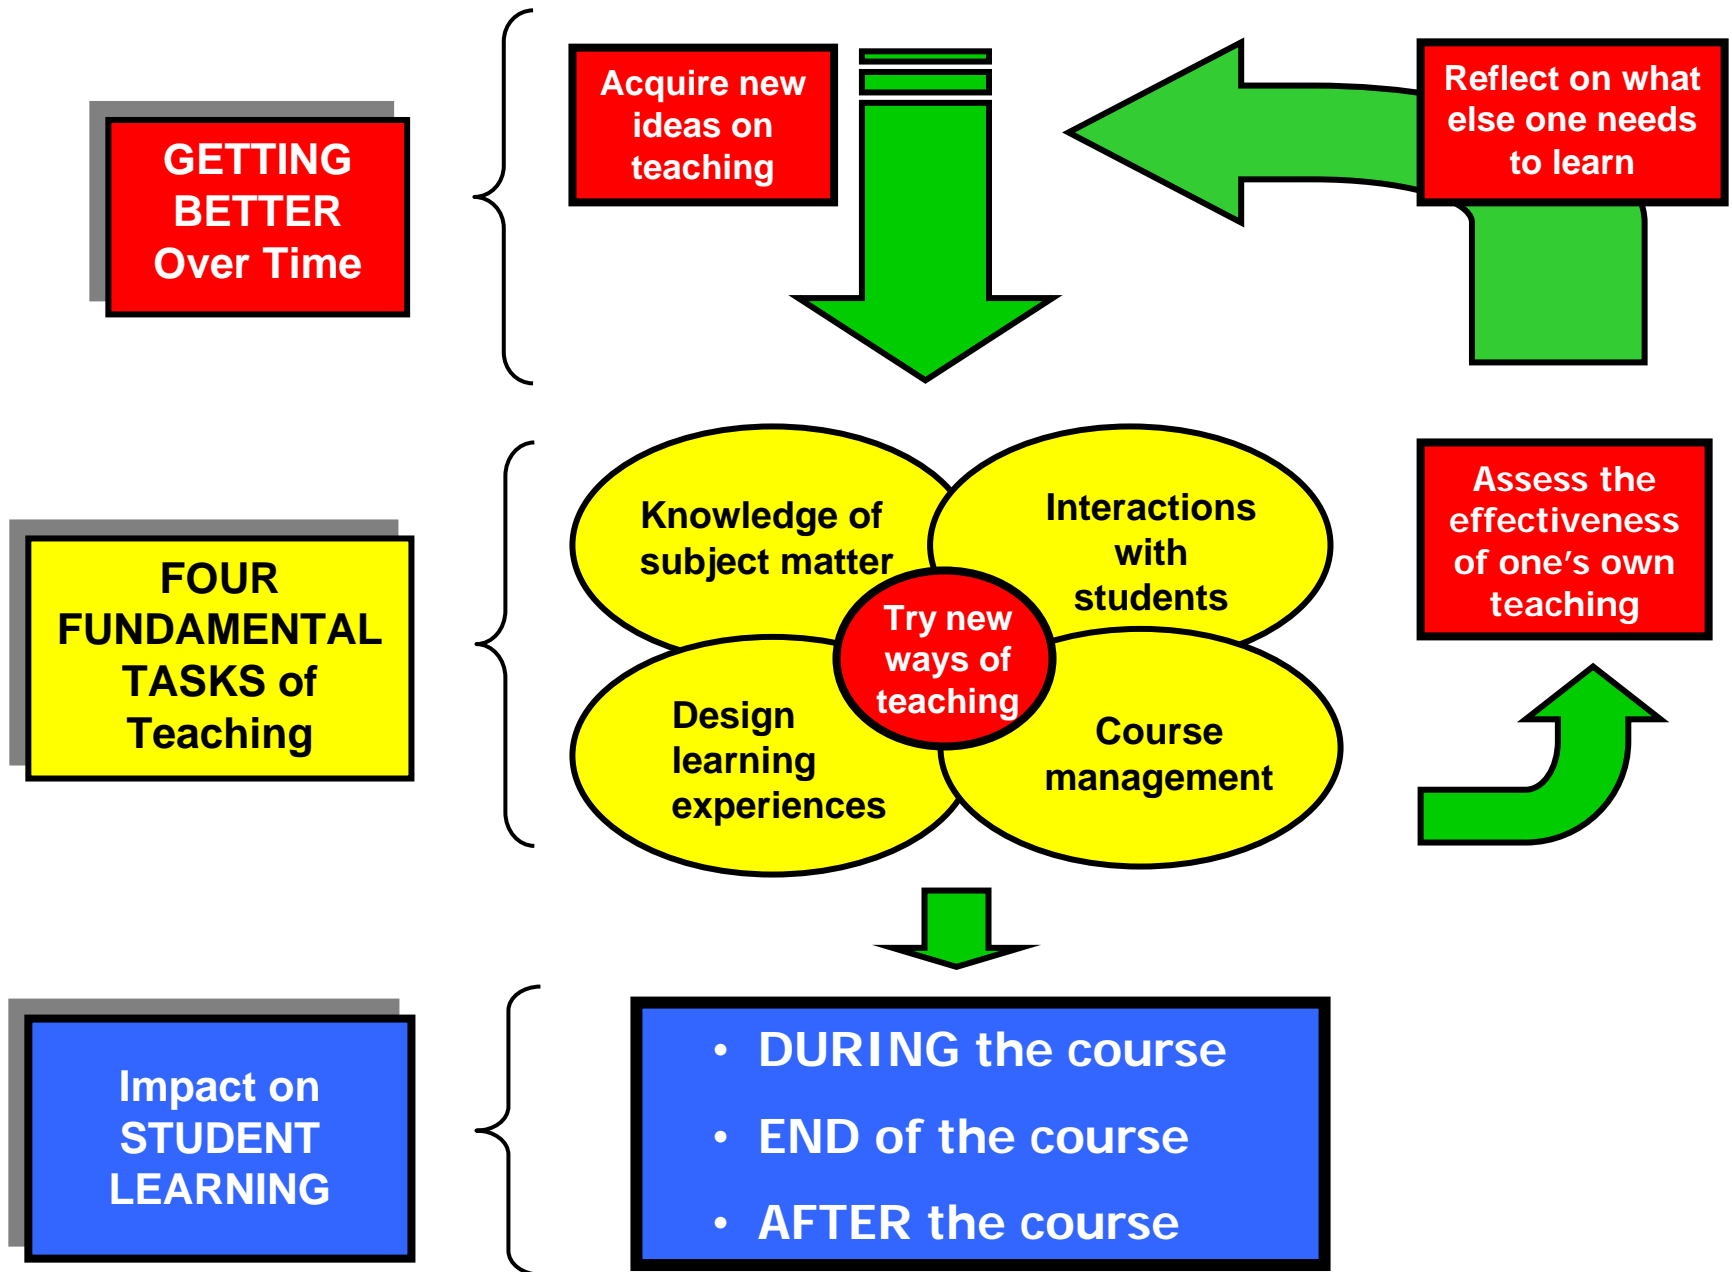 GETTING
BETTER
Over Time
Acquire new
ideas on
teaching
Reflect on what
else one needs
to learn
FOUR
FUNDAMENTAL
TASKS of
Teaching
Knowledge of
subject matter
Interactions
with
students
Try new
ways of
teaching
Design
learning
experiences
Course
management
Assess the
effectiveness
of one's own
teaching
Impact on
STUDENT
LEARNING
• DURING the course
• END of the course
• AFTER the course